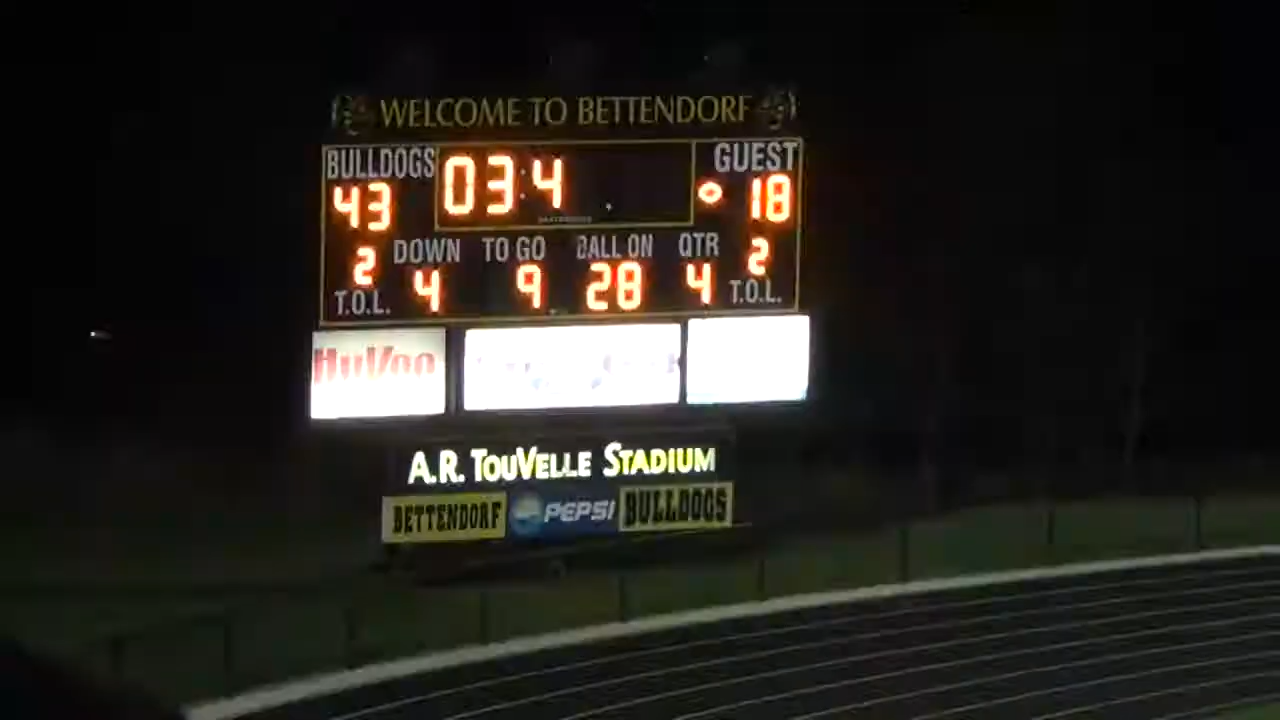 WELCOME TO BETTENDORF
BULLDOGS 03:4 GUEST
43 18
2 DOWN TO GO BALL ON QTR 2
T.O.L. 4 9 28 4 T.O.L.
HyVee
A.R. TOUVELLE STADIUM
BETTENDORF PEPSI BULLDOGS